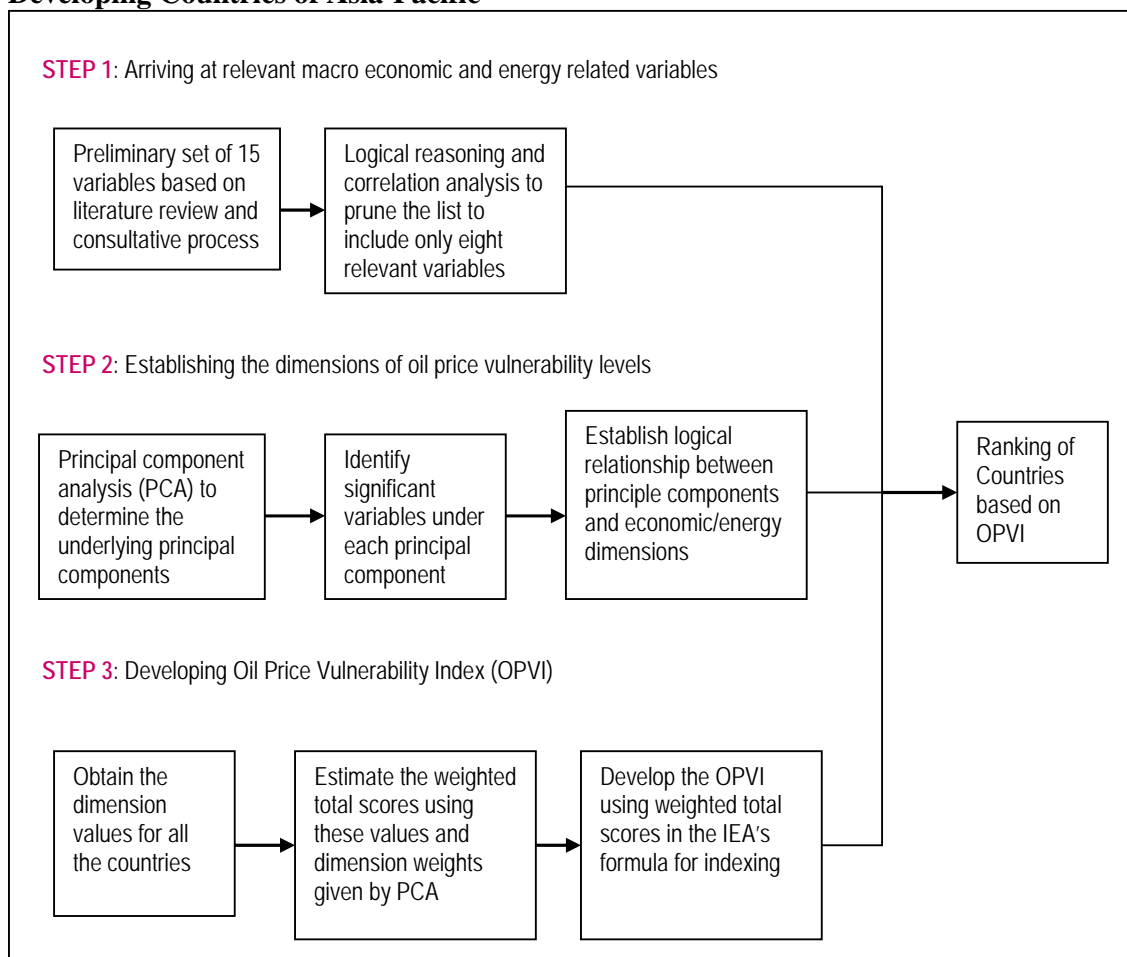 Developing Countries of Asia-Pacific
STEP 1: Arriving at relevant macro economic and energy related variables
Preliminary set of 15
variables based on
literature review and
consultative process
Logical reasoning and
correlation analysis to
prune the list to
include only eight
relevant variables
STEP 2: Establishing the dimensions of oil price vulnerability levels
Principal component
analysis (PCA) to
determine the
underlying principal
components
Identify
significant
variables under
each principal
component
Establish logical
relationship between
principle components
and economic/energy
dimensions
Ranking of
Countries
based on
OPVI
STEP 3: Developing Oil Price Vulnerability Index (OPVI)
Obtain the
dimension
values for all
the countries
Estimate the weighted
total scores using
these values and
dimension weights
given by PCA
Develop the OPVI
using weighted total
scores in the IEA's
formula for indexing